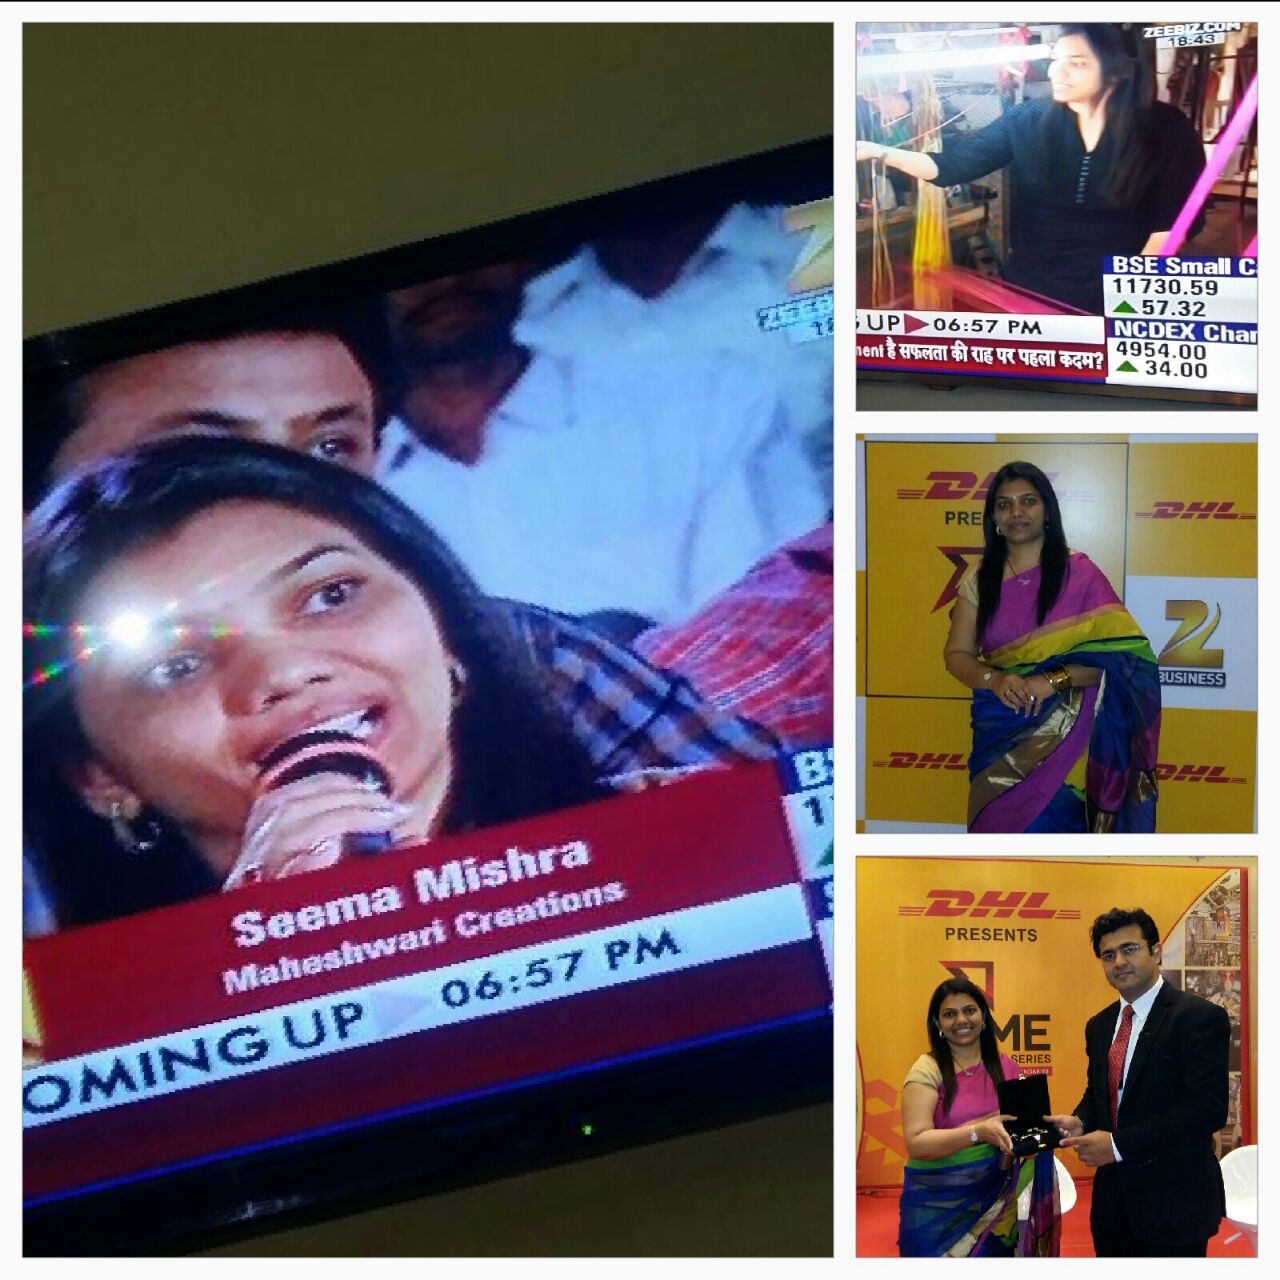 Seema Mishra
Maheshwari Creations
OMING UP 06:57 PM
ZEEBIZ.COM
18:43
BSE Small C
11730.59
57.32
UP 06:57 PM
NCDEX Char
4954.00
34.00
ment है सफलता की राह पर पहला कदम?
DHL
DHL
PRE
BUSINESS
DHL
DHL
DHL
PRESENTS
ME
SERIES